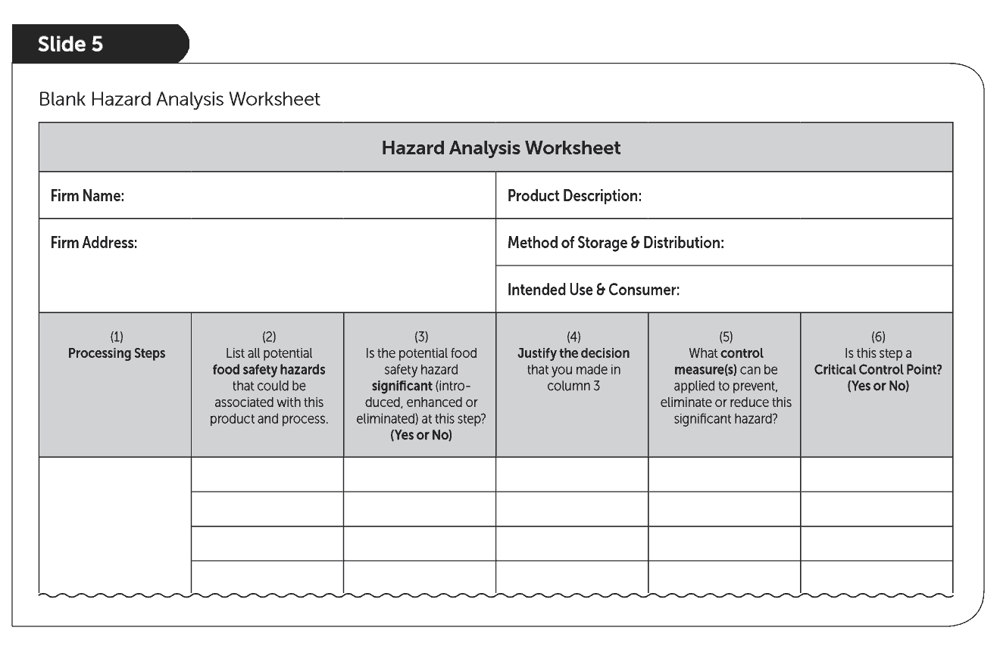 Slide 5
Blank Hazard Analysis Worksheet
Hazard Analysis Worksheet
Firm Name:
Product Description:
Firm Address:
Method of Storage & Distribution:
Intended Use & Consumer:
(1)
Processing Steps
(2)
List all potential
food safety hazards
that could be
associated with this
product and process.
(3)
Is the potential food
safety hazard
significant (intro-
duced, enhanced or
eliminated) at this step?
(Yes or No)
(4)
Justify the decision
that you made in
column 3
(5)
What control
measure(s) can be
applied to prevent,
eliminate or reduce this
significant hazard?
(6)
Is this step a
Critical Control Point?
(Yes or No)